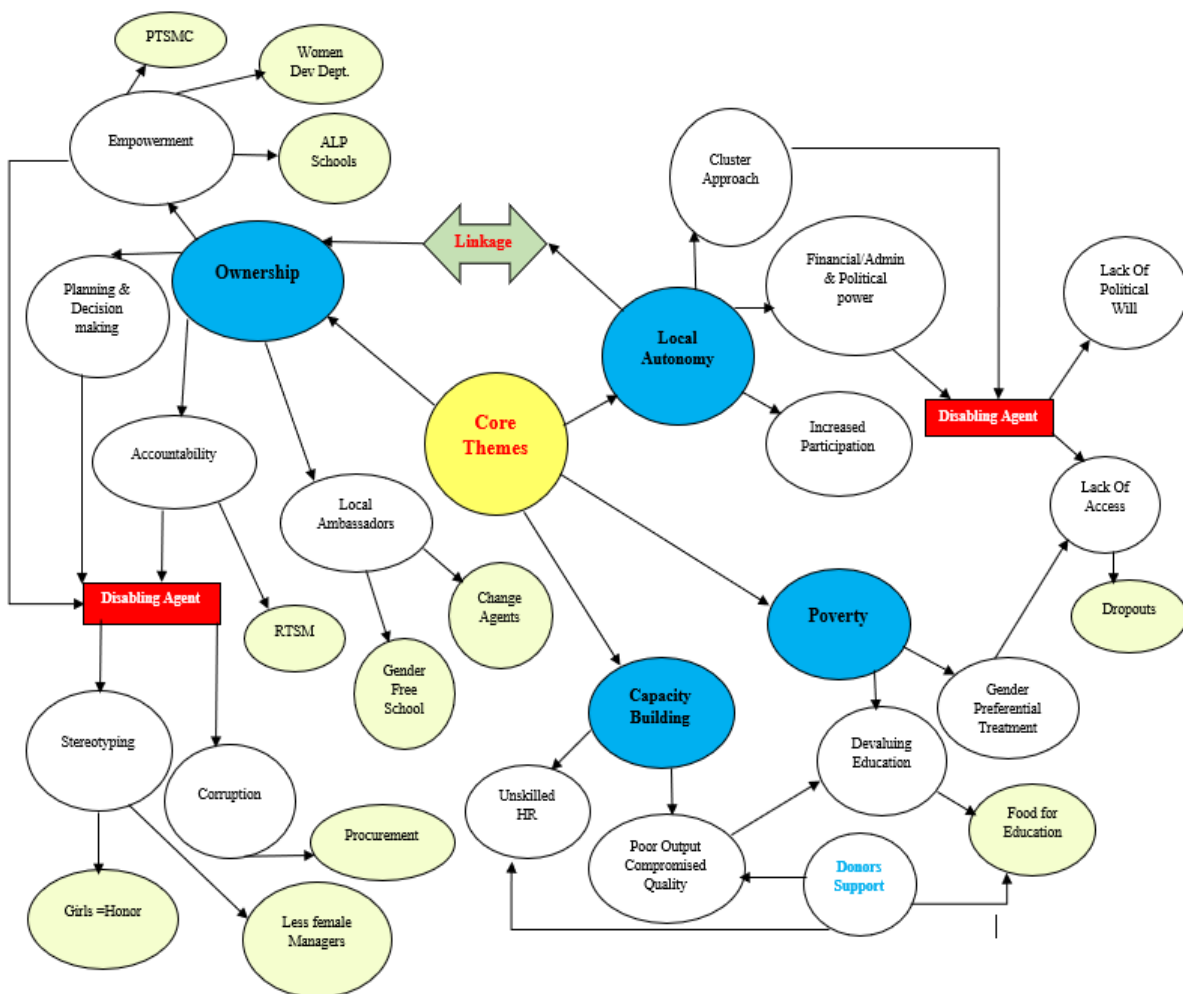 PTSMC
Women
Dev Dept.
Empowerment
ALP
Schools
Cluster
Approach
Linkage
Ownership
Planning &
Decision
making
Financial/Admin
& Political
power
Lack Of
Political
Will
Local
Autonomy
Core
Themes
Disabling Agent
Increased
Participation
Accountability
Local
Ambassadors
Lack Of
Access
Disabling Agent
Change
Agents
RTSM
Poverty
Dropouts
Gender
Free
School
Capacity
Building
Gender
Preferential
Treatment
Stereotyping
Devaluing
Education
Corruption
Unskilled
HR
Procurement
Food for
Education
Poor Output
Compromised
Quality
Donors
Support
Girls =Honor
Less female
Managers